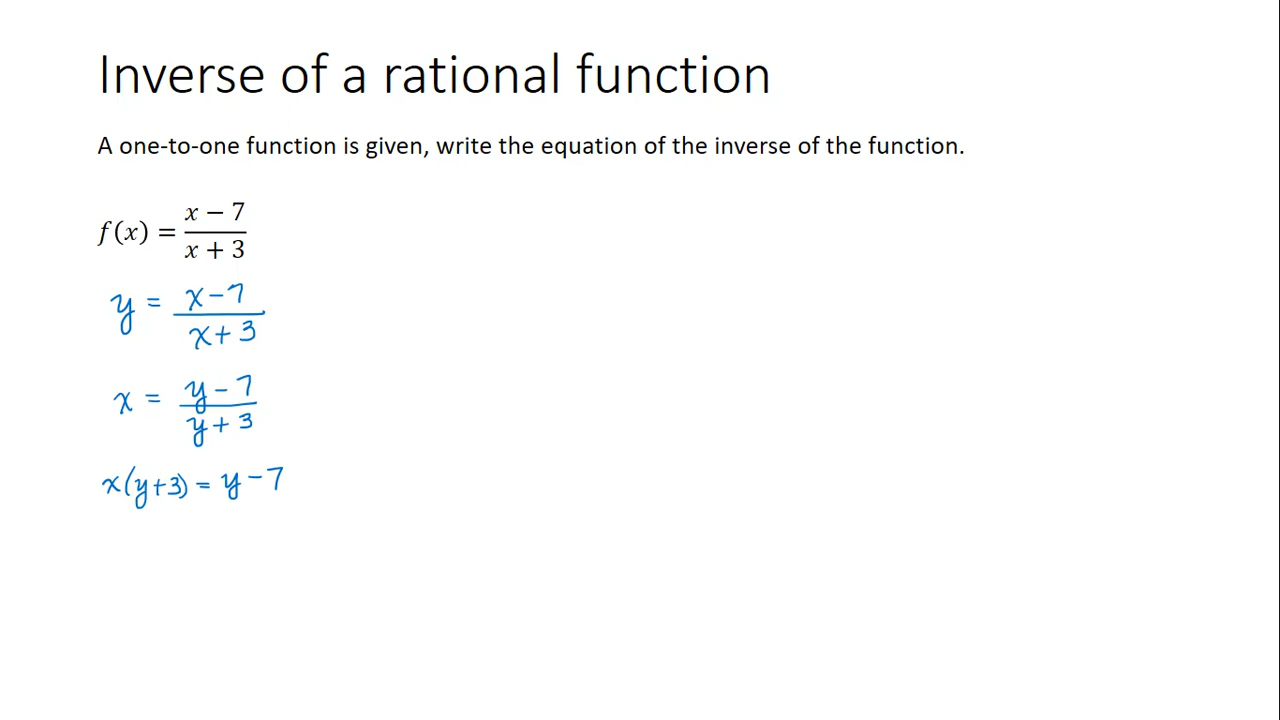 Inverse of a rational function
A one-to-one function is given, write the equation of the inverse of the function.
f(x) = (x − 7)/(x + 3)
y = (x − 7)/(x + 3)
x = (y − 7)/(y + 3)
x(y+3) = y − 7